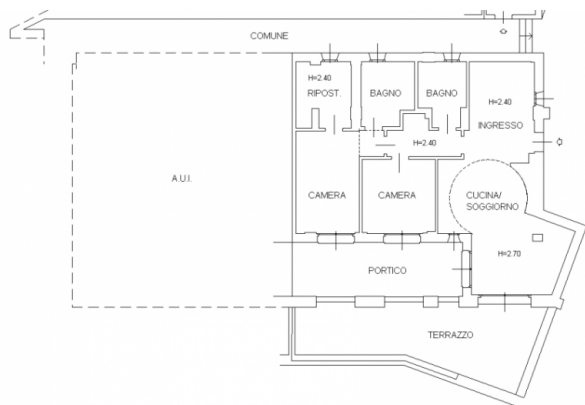 COMUNE
H=2.40
RIPOST.
BAGNO
BAGNO
H=2.40
INGRESSO
H=2.40
A.U.I.
CAMERA
CAMERA
CUCINA/
SOGGIORNO
H=2.70
PORTICO
TERRAZZO